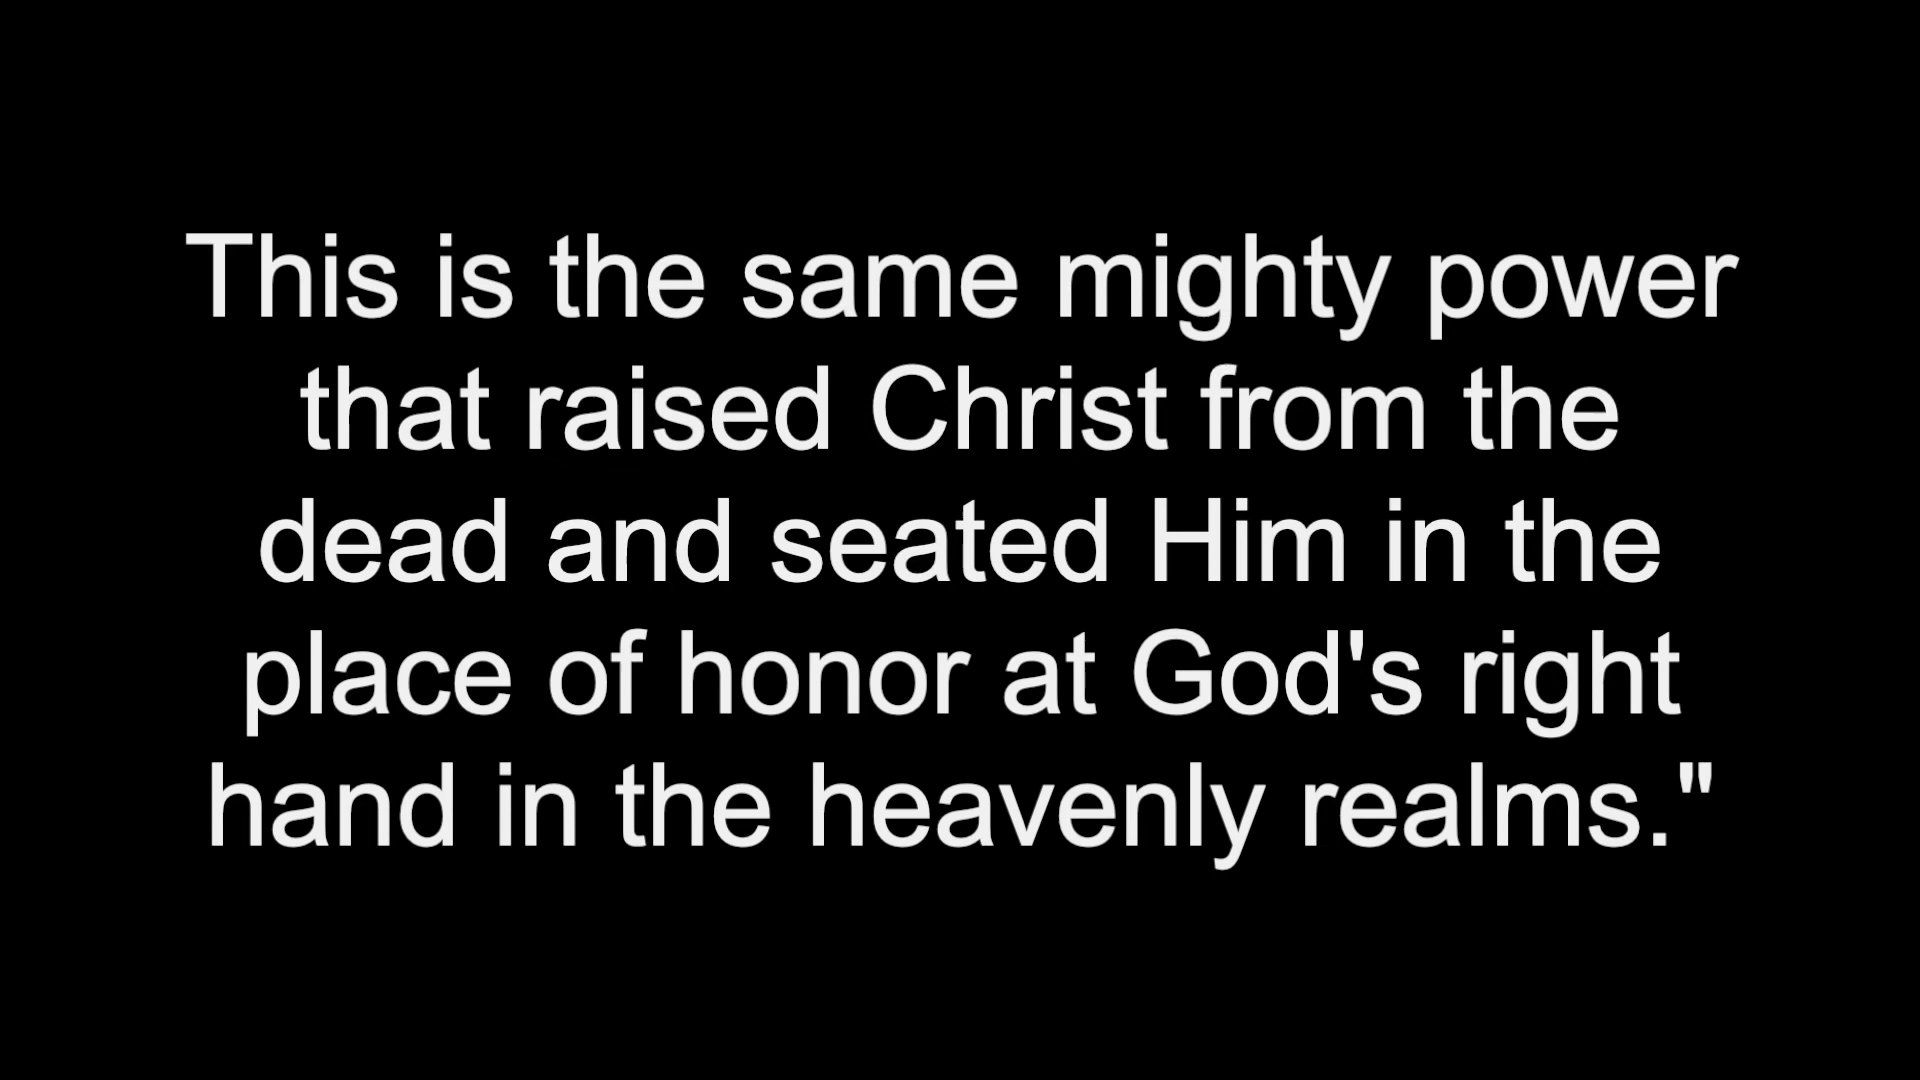 This is the same mighty power
that raised Christ from the
dead and seated Him in the
place of honor at God's right
hand in the heavenly realms."